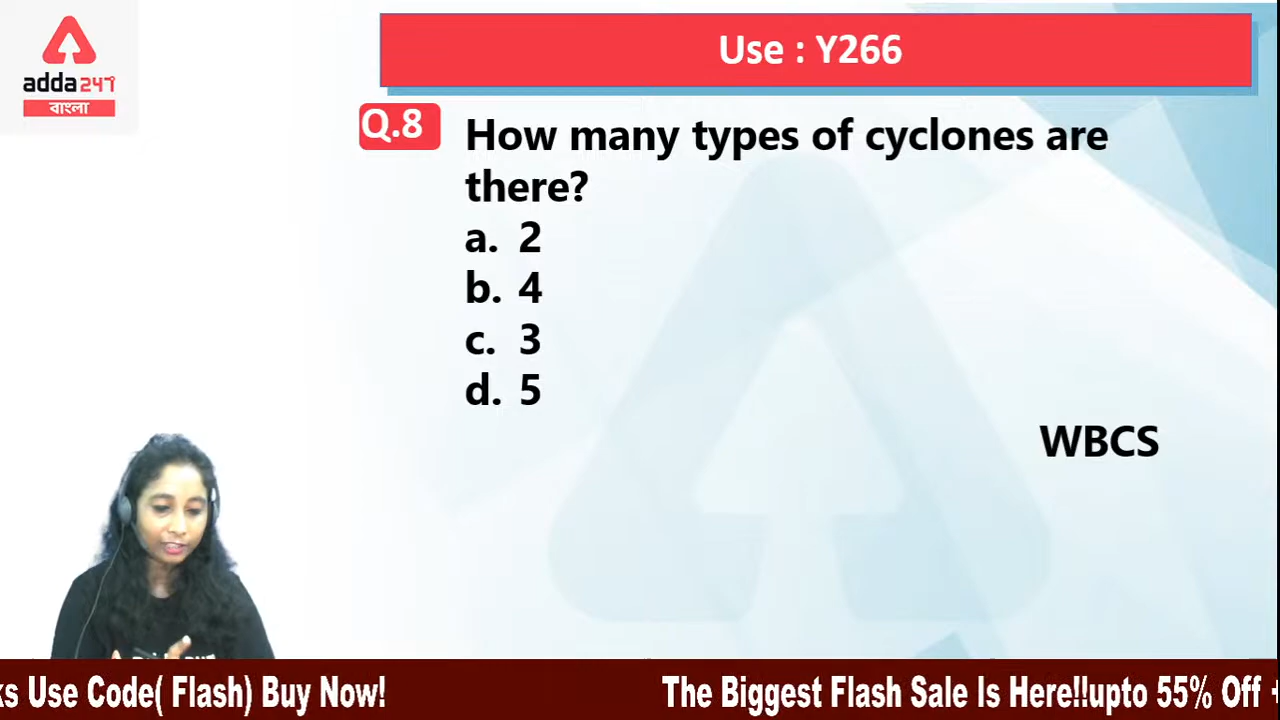 adda247
বাংলা
Use : Y266
Q.8
How many types of cyclones are
there?
a. 2
b. 4
c. 3
d. 5
WBCS
ks Use Code( Flash) Buy Now!
The Biggest Flash Sale Is Here!!upto 55% Off +